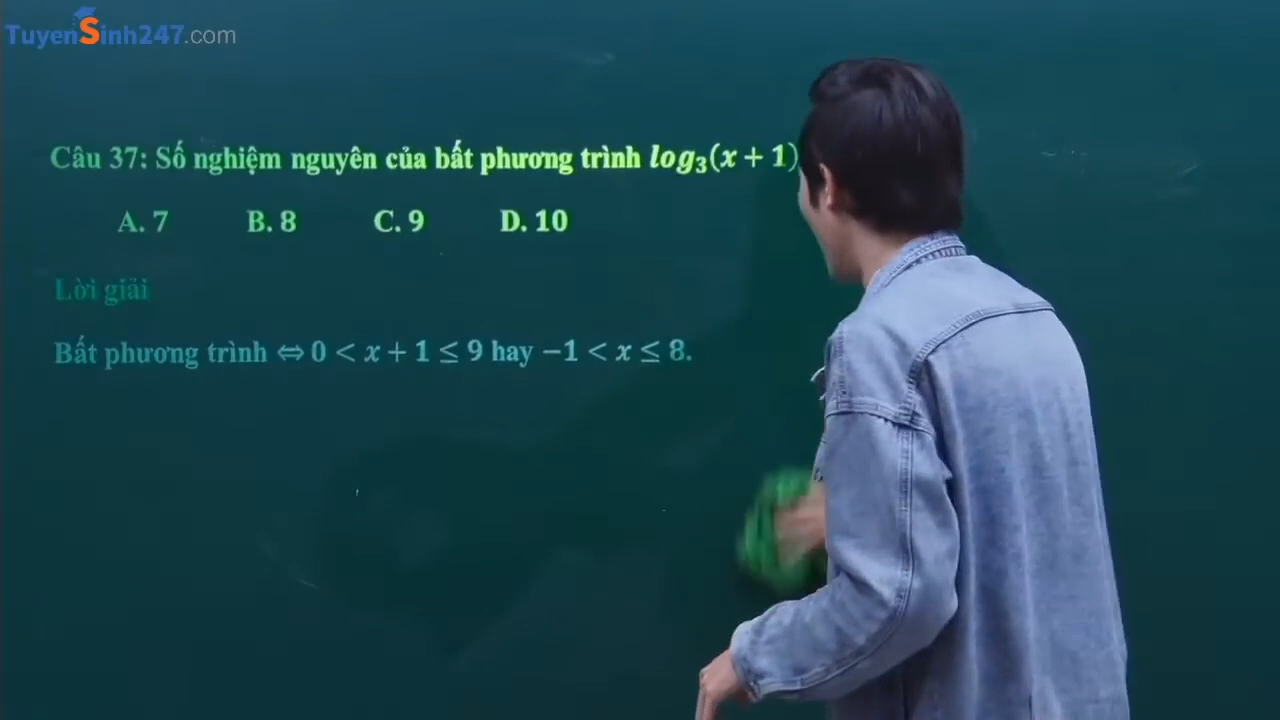 TuyenSinh247.com
Câu 37: Số nghiệm nguyên của bất phương trình log₃(x + 1)
A. 7 B. 8 C. 9 D. 10
Lời giải
Bất phương trình ⇔ 0 < x + 1 ≤ 9 hay −1 < x ≤ 8.